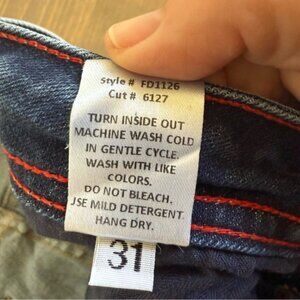 Style # FD1126
Cut # 6127
TURN INSIDE OUT
MACHINE WASH COLD
IN GENTLE CYCLE.
WASH WITH LIKE
COLORS.
DO NOT BLEACH.
JSE MILD DETERGENT.
HANG DRY.
31